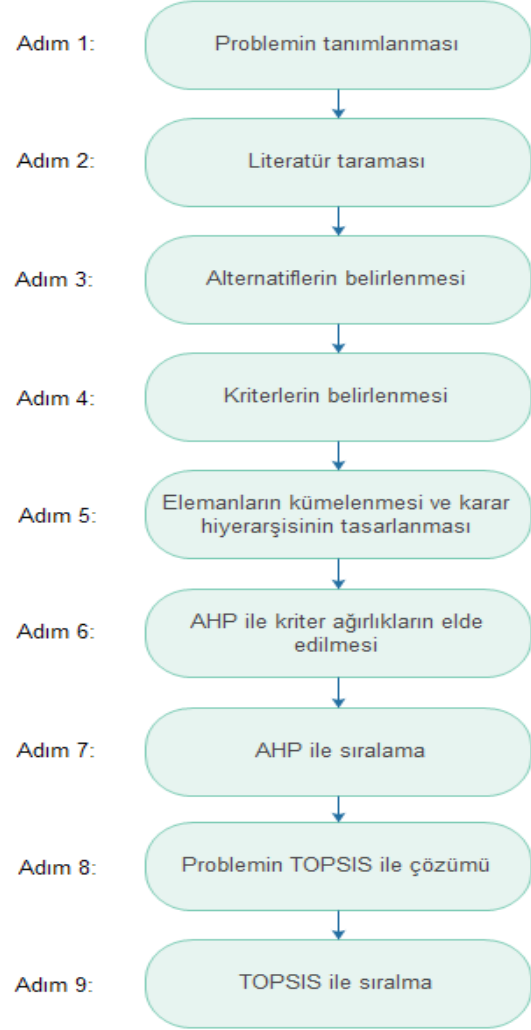 Adım 1:
Problemin tanımlanması
Adım 2:
Literatür taraması
Adım 3:
Alternatiflerin belirlenmesi
Adım 4:
Kriterlerin belirlenmesi
Adım 5:
Elemanların kümelenmesi ve karar
hiyerarşisinin tasarlanması
Adım 6:
AHP ile kriter ağırlıkların elde
edilmesi
Adım 7:
AHP ile sıralama
Adım 8:
Problemin TOPSIS ile çözümü
Adım 9:
TOPSIS ile sıralma